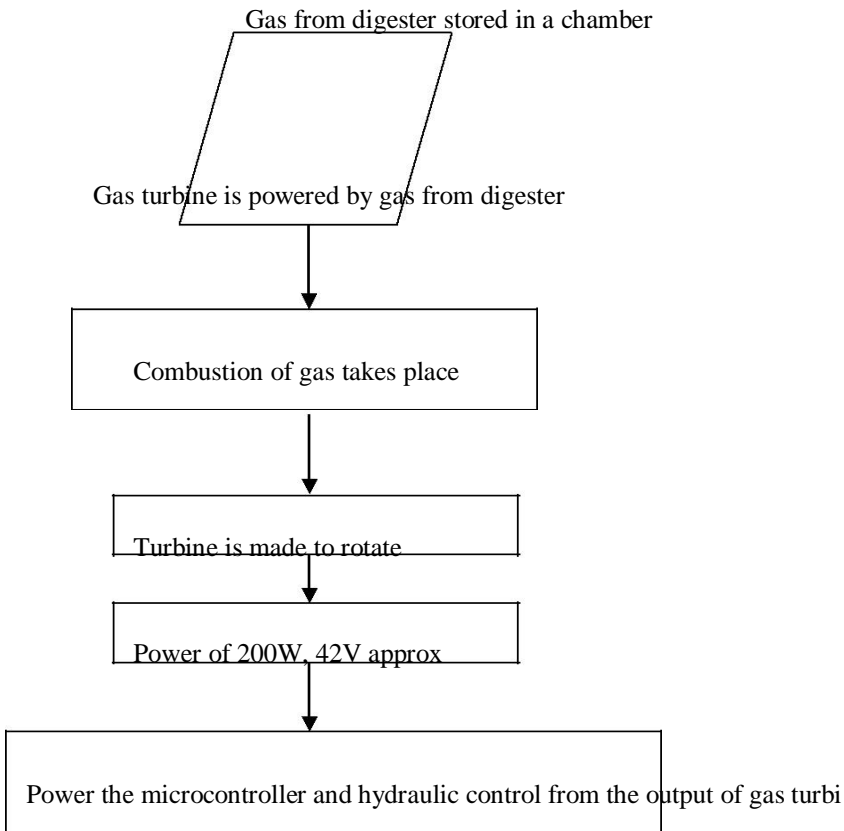 Gas from digester stored in a chamber
Gas turbine is powered by gas from digester
Combustion of gas takes place
Turbine is made to rotate
Power of 200W, 42V approx
Power the microcontroller and hydraulic control from the output of gas turbi